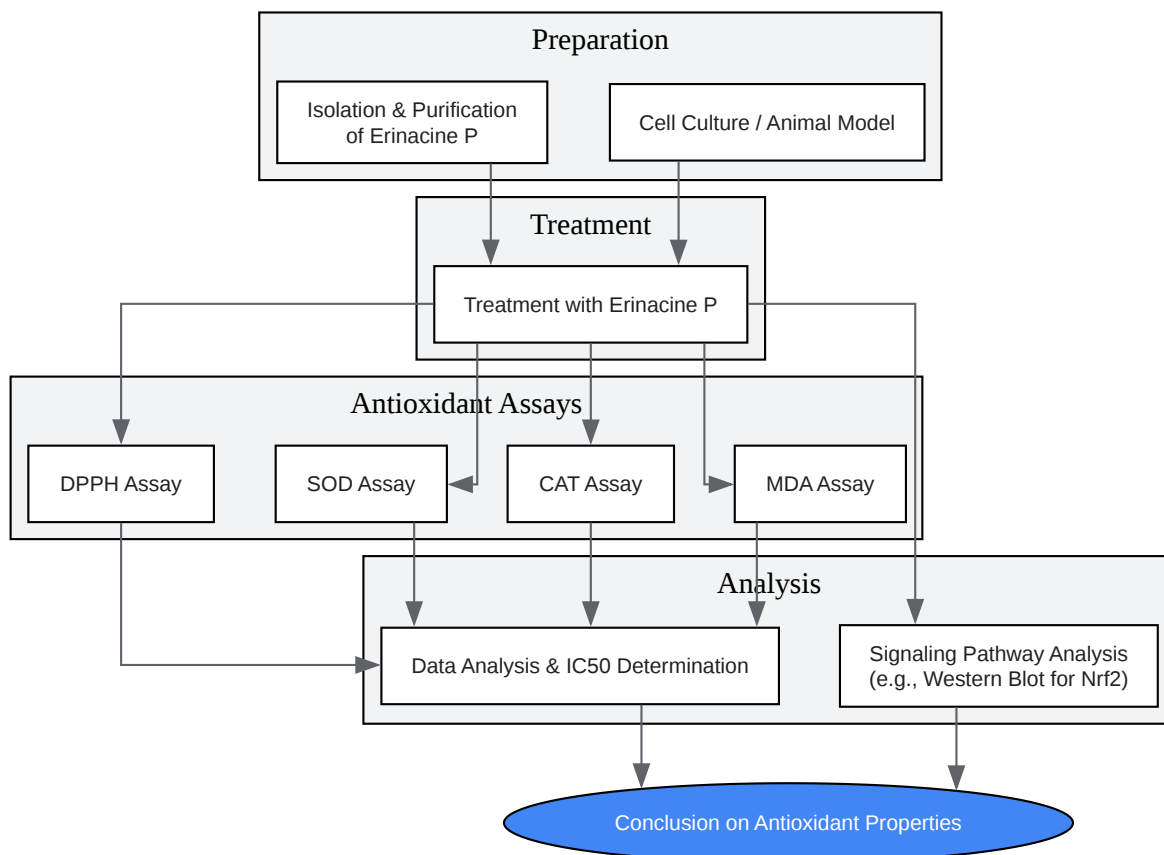 Preparation
Isolation & Purification
of Erinacine P
Cell Culture / Animal Model
Treatment
Treatment with Erinacine P
Antioxidant Assays
DPPH Assay
SOD Assay
CAT Assay
MDA Assay
Analysis
Data Analysis & IC50 Determination
Signaling Pathway Analysis
(e.g., Western Blot for Nrf2)
Conclusion on Antioxidant Properties